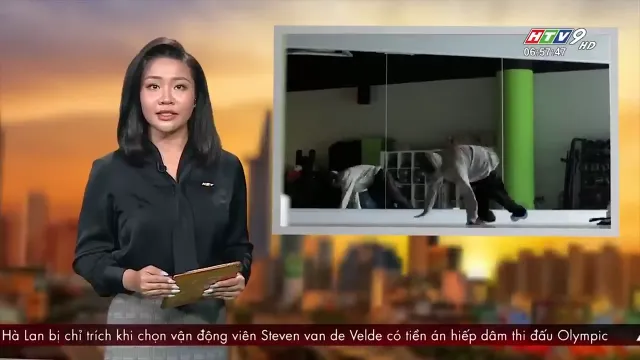 HTV9 HD
06:57:47
HTV
Hà Lan bị chỉ trích khi chọn vận động viên Steven van de Velde có tiền án hiếp dâm thi đấu Olympic